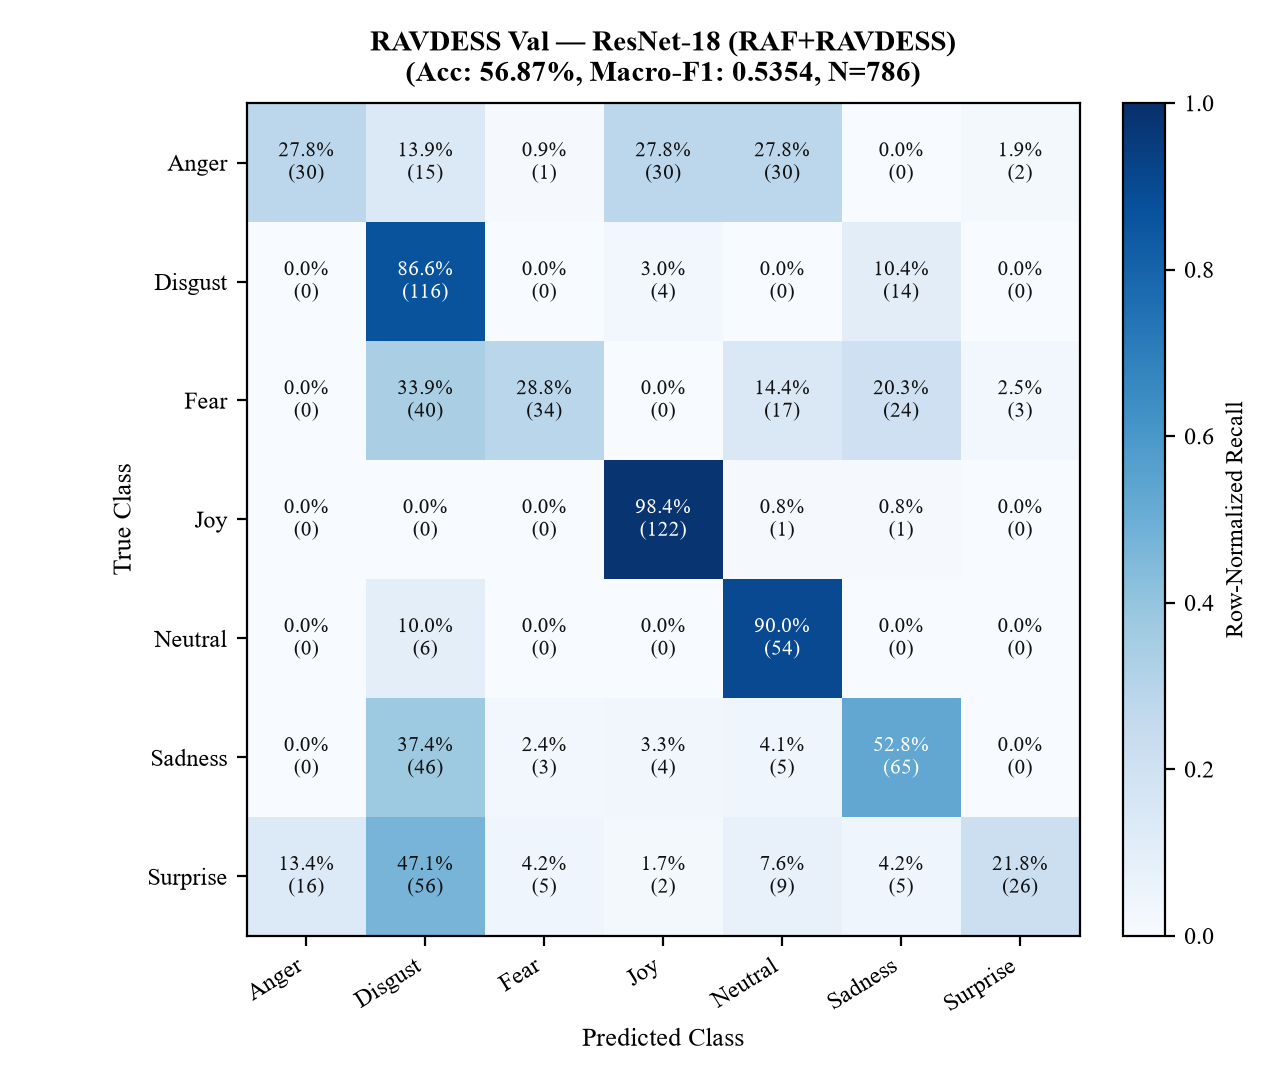 RAVDESS Val — ResNet-18 (RAF+RAVDESS)
(Acc: 56.87%, Macro-F1: 0.5354, N=786)
Anger
27.8% 13.9% 0.9% 27.8% 27.8% 0.0% 1.9%
(30) (15) (1) (30) (30) (0) (2)
Disgust
0.0% 86.6% 0.0% 3.0% 0.0% 10.4% 0.0%
(0) (116) (0) (4) (0) (14) (0)
Fear
0.0% 33.9% 28.8% 0.0% 14.4% 20.3% 2.5%
(0) (40) (34) (0) (17) (24) (3)
Joy
0.0% 0.0% 0.0% 98.4% 0.8% 0.8% 0.0%
(0) (0) (0) (122) (1) (1) (0)
Neutral
0.0% 10.0% 0.0% 0.0% 90.0% 0.0% 0.0%
(0) (6) (0) (0) (54) (0) (0)
Sadness
0.0% 37.4% 2.4% 3.3% 4.1% 52.8% 0.0%
(0) (46) (3) (4) (5) (65) (0)
Surprise
13.4% 47.1% 4.2% 1.7% 7.6% 4.2% 21.8%
(16) (56) (5) (2) (9) (5) (26)
Anger Disgust Fear Joy Neutral Sadness Surprise
Predicted Class
True Class
1.0
0.8
0.6
0.4
0.2
0.0
Row-Normalized Recall